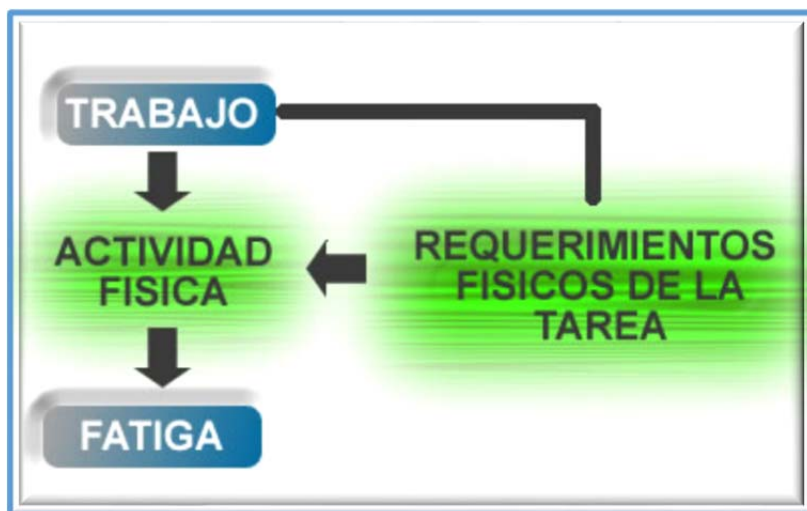 TRABAJO
ACTIVIDAD
FISICA
REQUERIMIENTOS
FISICOS DE LA
TAREA
FATIGA